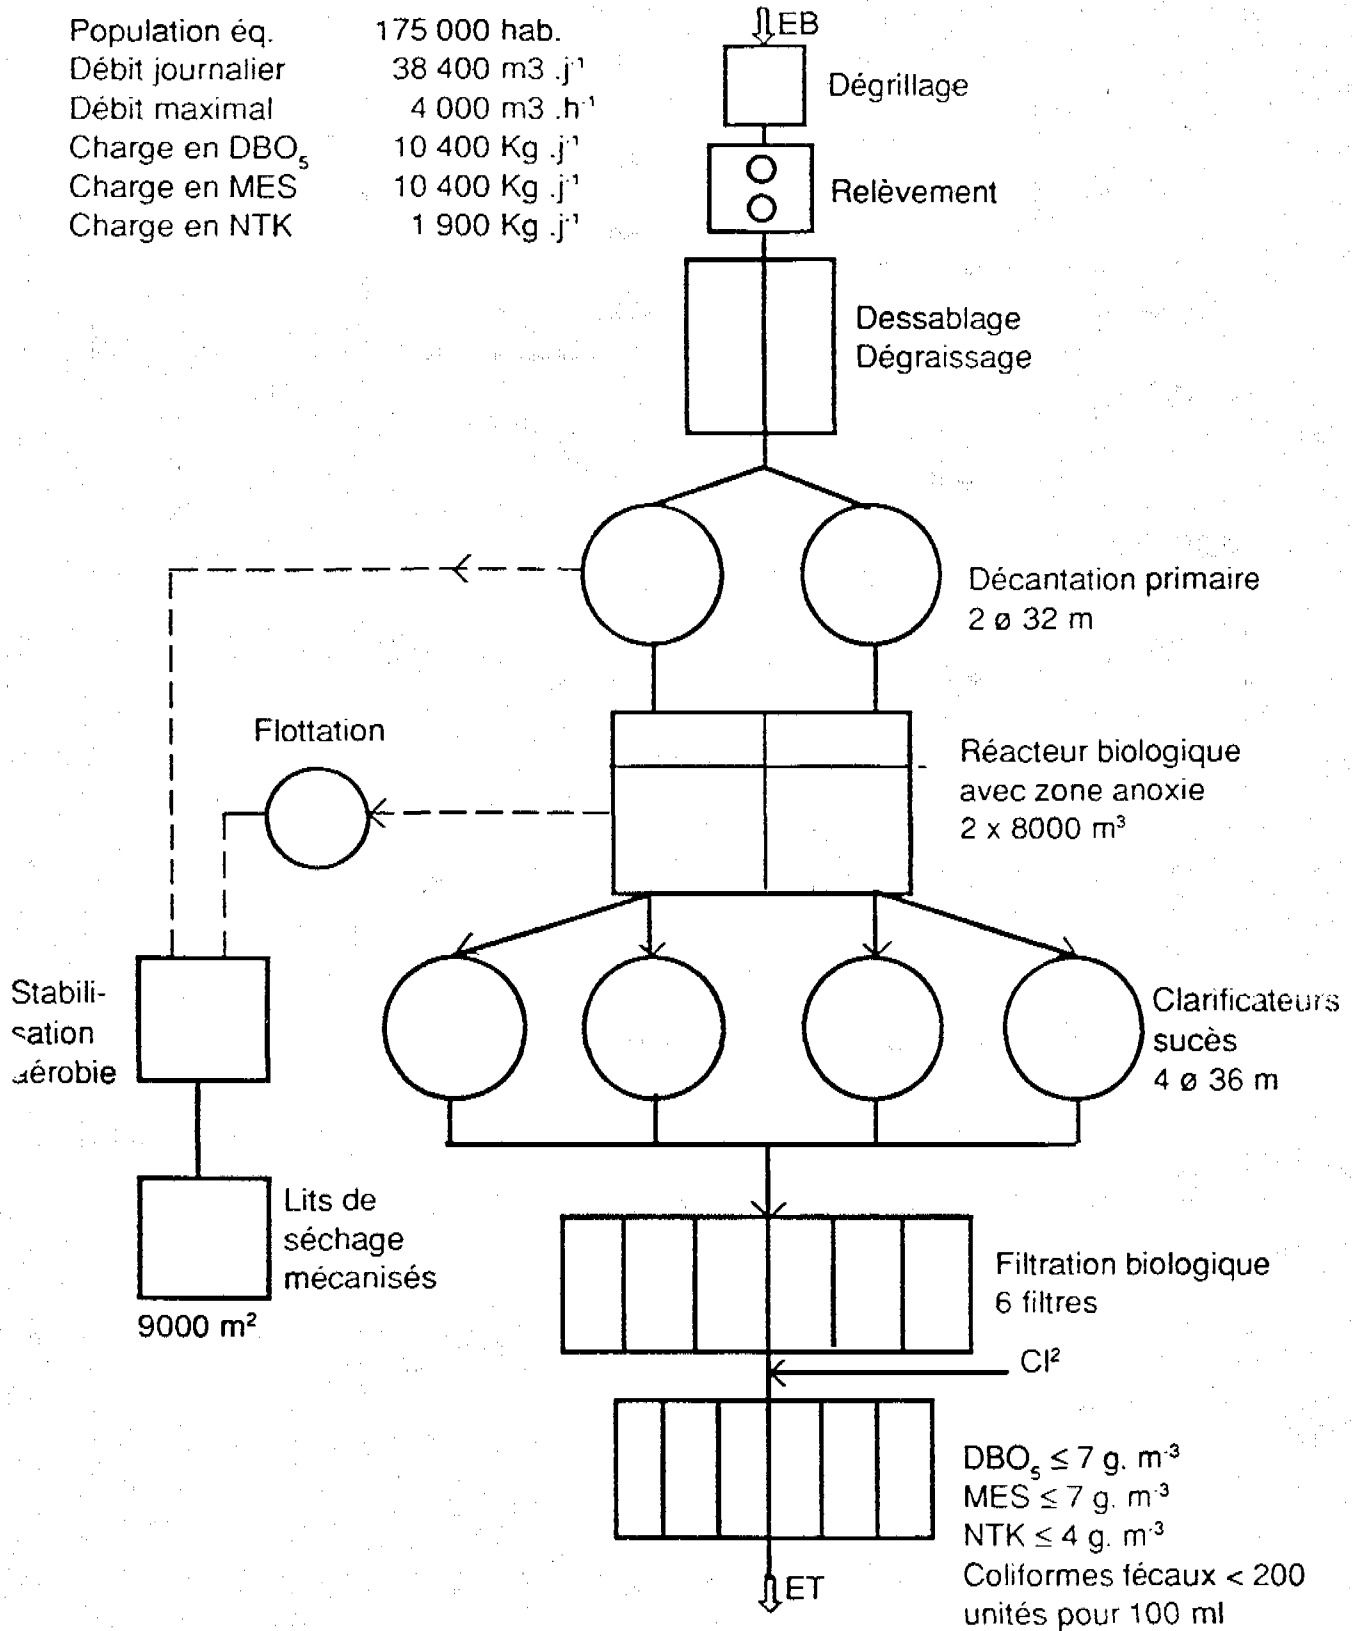 Population éq. 175 000 hab.
Débit journalier 38 400 m3 .j⁻¹
Débit maximal 4 000 m3 .h⁻¹
Charge en DBO₅ 10 400 Kg .j⁻¹
Charge en MES 10 400 Kg .j⁻¹
Charge en NTK 1 900 Kg .j⁻¹
EB
Dégrillage
Relèvement
Dessablage
Dégraissage
Décantation primaire
2 ø 32 m
Flottation
Réacteur biologique
avec zone anoxie
2 x 8000 m³
Stabili-
sation
aérobie
Clarificateurs
sucès
4 ø 36 m
Lits de
séchage
mécanisés
9000 m²
Filtration biologique
6 filtres
Cl²
DBO₅ ≤ 7 g. m⁻³
MES ≤ 7 g. m⁻³
NTK ≤ 4 g. m⁻³
Coliformes fécaux < 200
unités pour 100 ml
ET